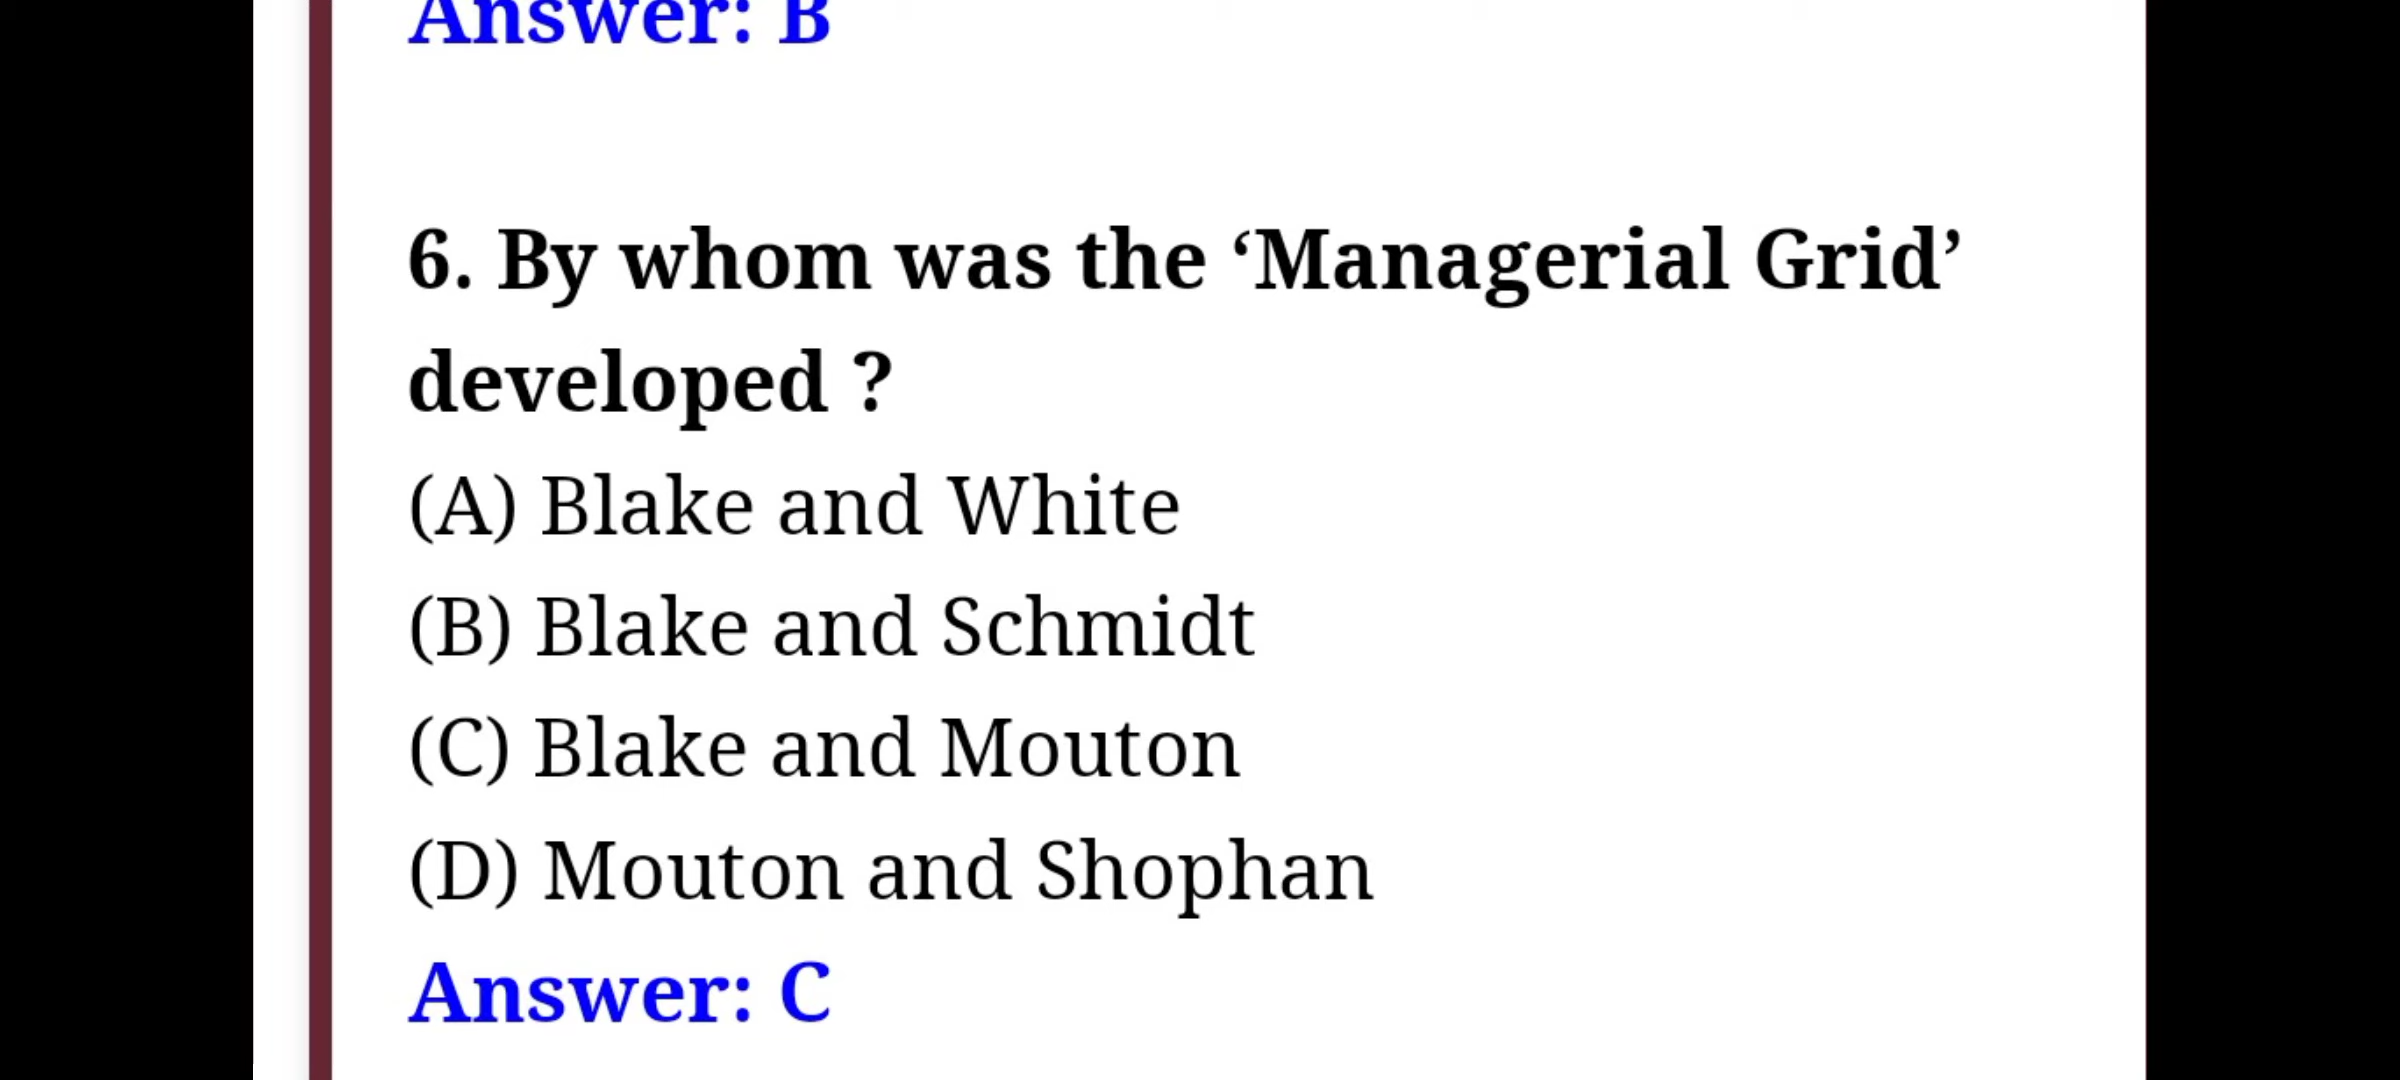 Answer: B
6. By whom was the ‘Managerial Grid’
developed ?
(A) Blake and White
(B) Blake and Schmidt
(C) Blake and Mouton
(D) Mouton and Shophan
Answer: C